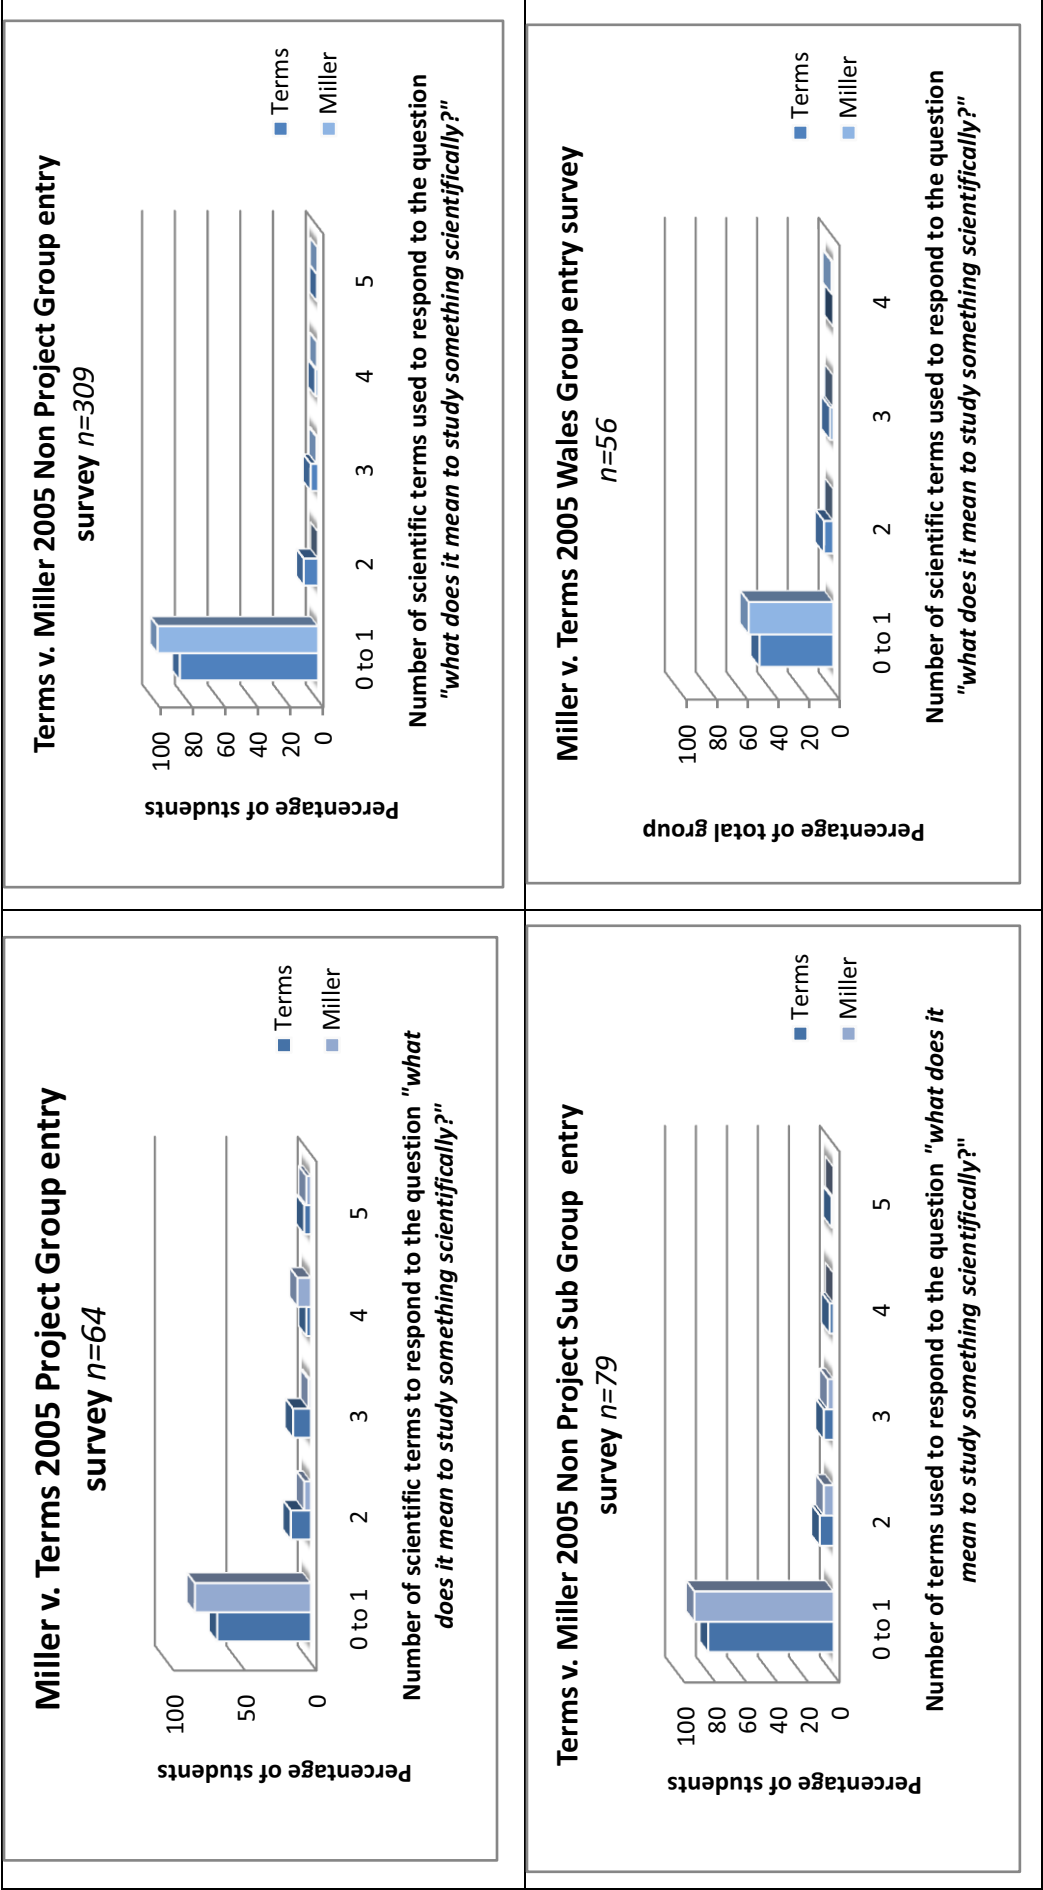 Miller v. Terms 2005 Project Group entry
survey n=64
Percentage of students
100
50
0
0 to 1
2
3
4
5
Terms
Miller
Number of scientific terms to respond to the question "what
does it mean to study something scientifically?"
Terms v. Miller 2005 Non Project Group entry
survey n=309
Percentage of students
100
80
60
40
20
0
0 to 1
2
3
4
5
Terms
Miller
Number of scientific terms used to respond to the question
"what does it mean to study something scientifically?"
Terms v. Miller 2005 Non Project Sub Group entry
survey n=79
Percentage of students
100
80
60
40
20
0
0 to 1
2
3
4
5
Terms
Miller
Number of terms used to respond to the question "what does it
mean to study something scientifically?"
Miller v. Terms 2005 Wales Group entry survey
n=56
Percentage of total group
100
80
60
40
20
0
0 to 1
2
3
4
Terms
Miller
Number of scientific terms used to respond to the question
"what does it mean to study something scientifically?"